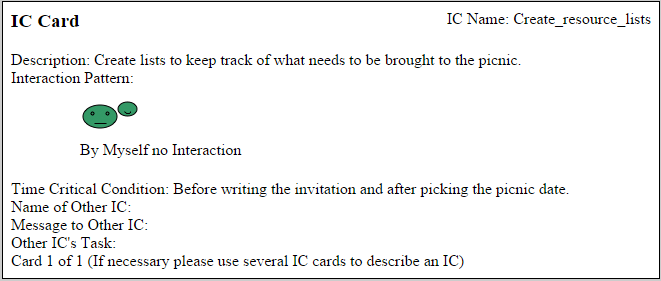 IC Card
IC Name: Create_resource_lists
Description: Create lists to keep track of what needs to be brought to the picnic.
Interaction Pattern:
By Myself no Interaction
Time Critical Condition: Before writing the invitation and after picking the picnic date.
Name of Other IC:
Message to Other IC:
Other IC's Task:
Card 1 of 1 (If necessary please use several IC cards to describe an IC)